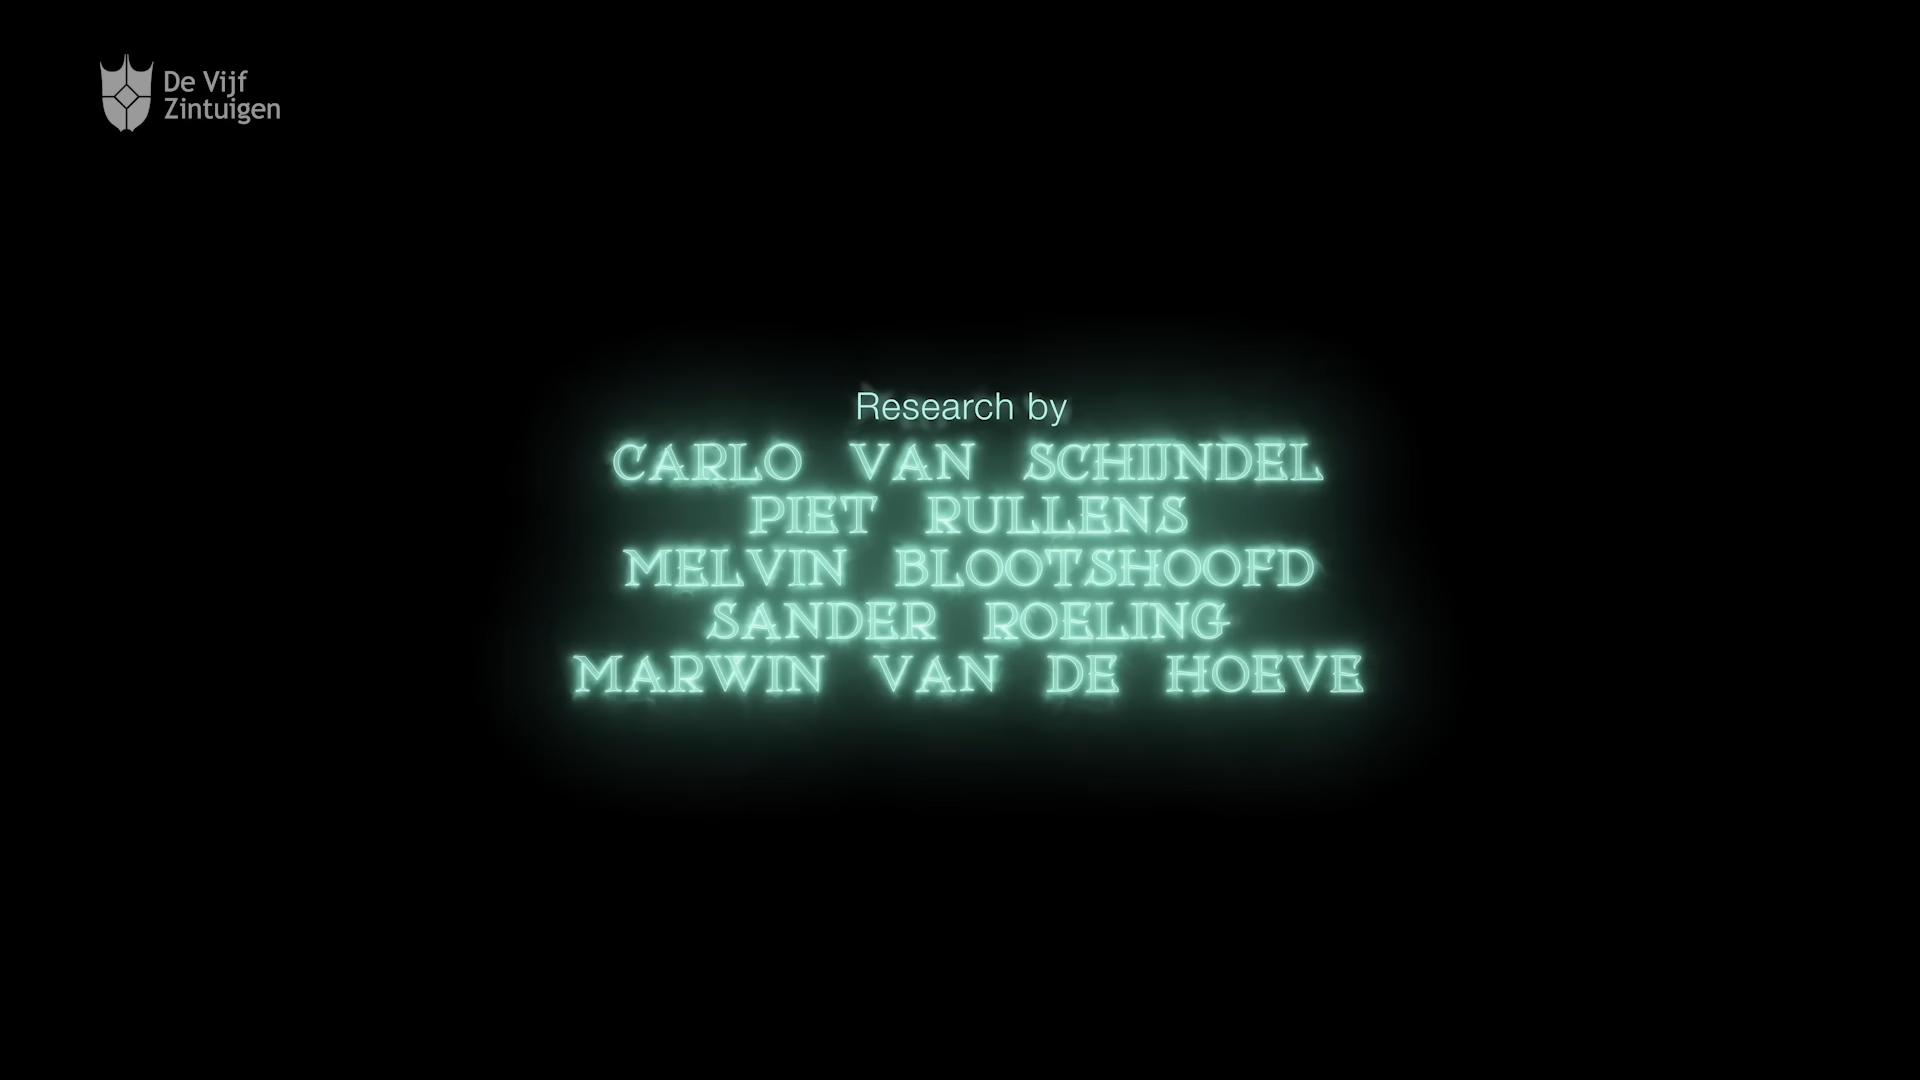 De Vijf
Zintuigen
Research by
CARLO VAN SCHIJNDEL
PIET RULLENS
MELVIN BLOOTSHOOFD
SANDER ROELING
MARWIN VAN DE HOEVE